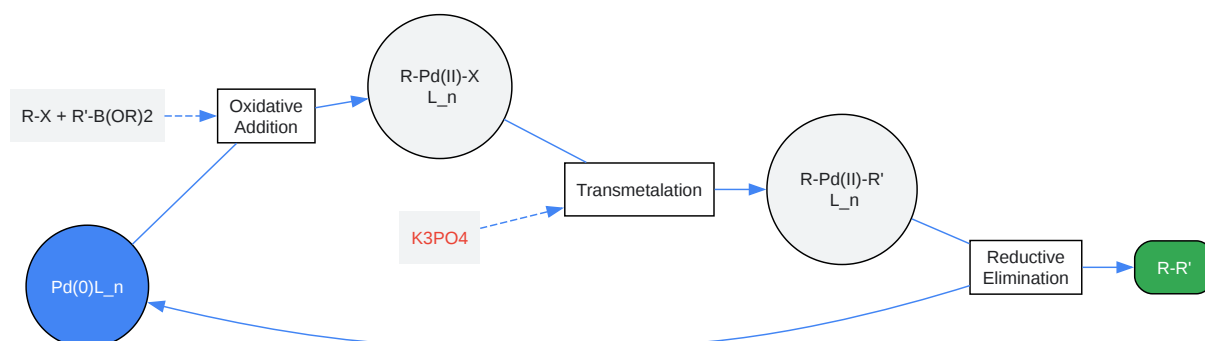 R-X + R'-B(OR)2
Oxidative
Addition
R-Pd(II)-X
L_n
Transmetalation
K3PO4
R-Pd(II)-R'
L_n
Reductive
Elimination
R-R'
Pd(0)L_n